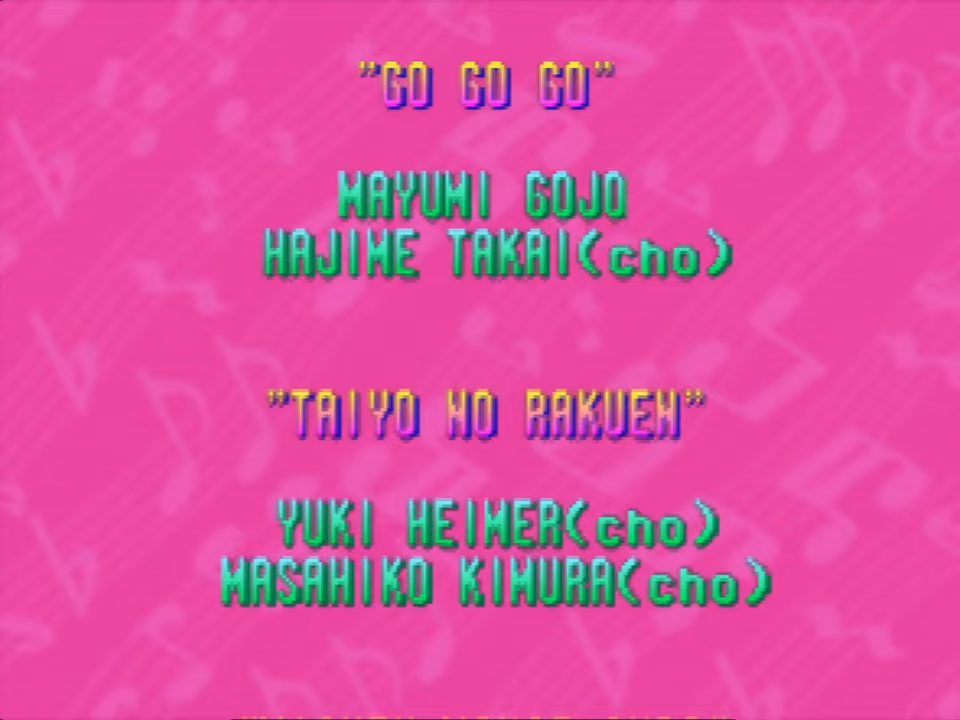 "GO GO GO"
MAYUMI GOJO
HAJIME TAKAI(cho)
"TAIYO NO RAKUEN"
YUKI HEIMER(cho)
MASAHIKO KIMURA(cho)